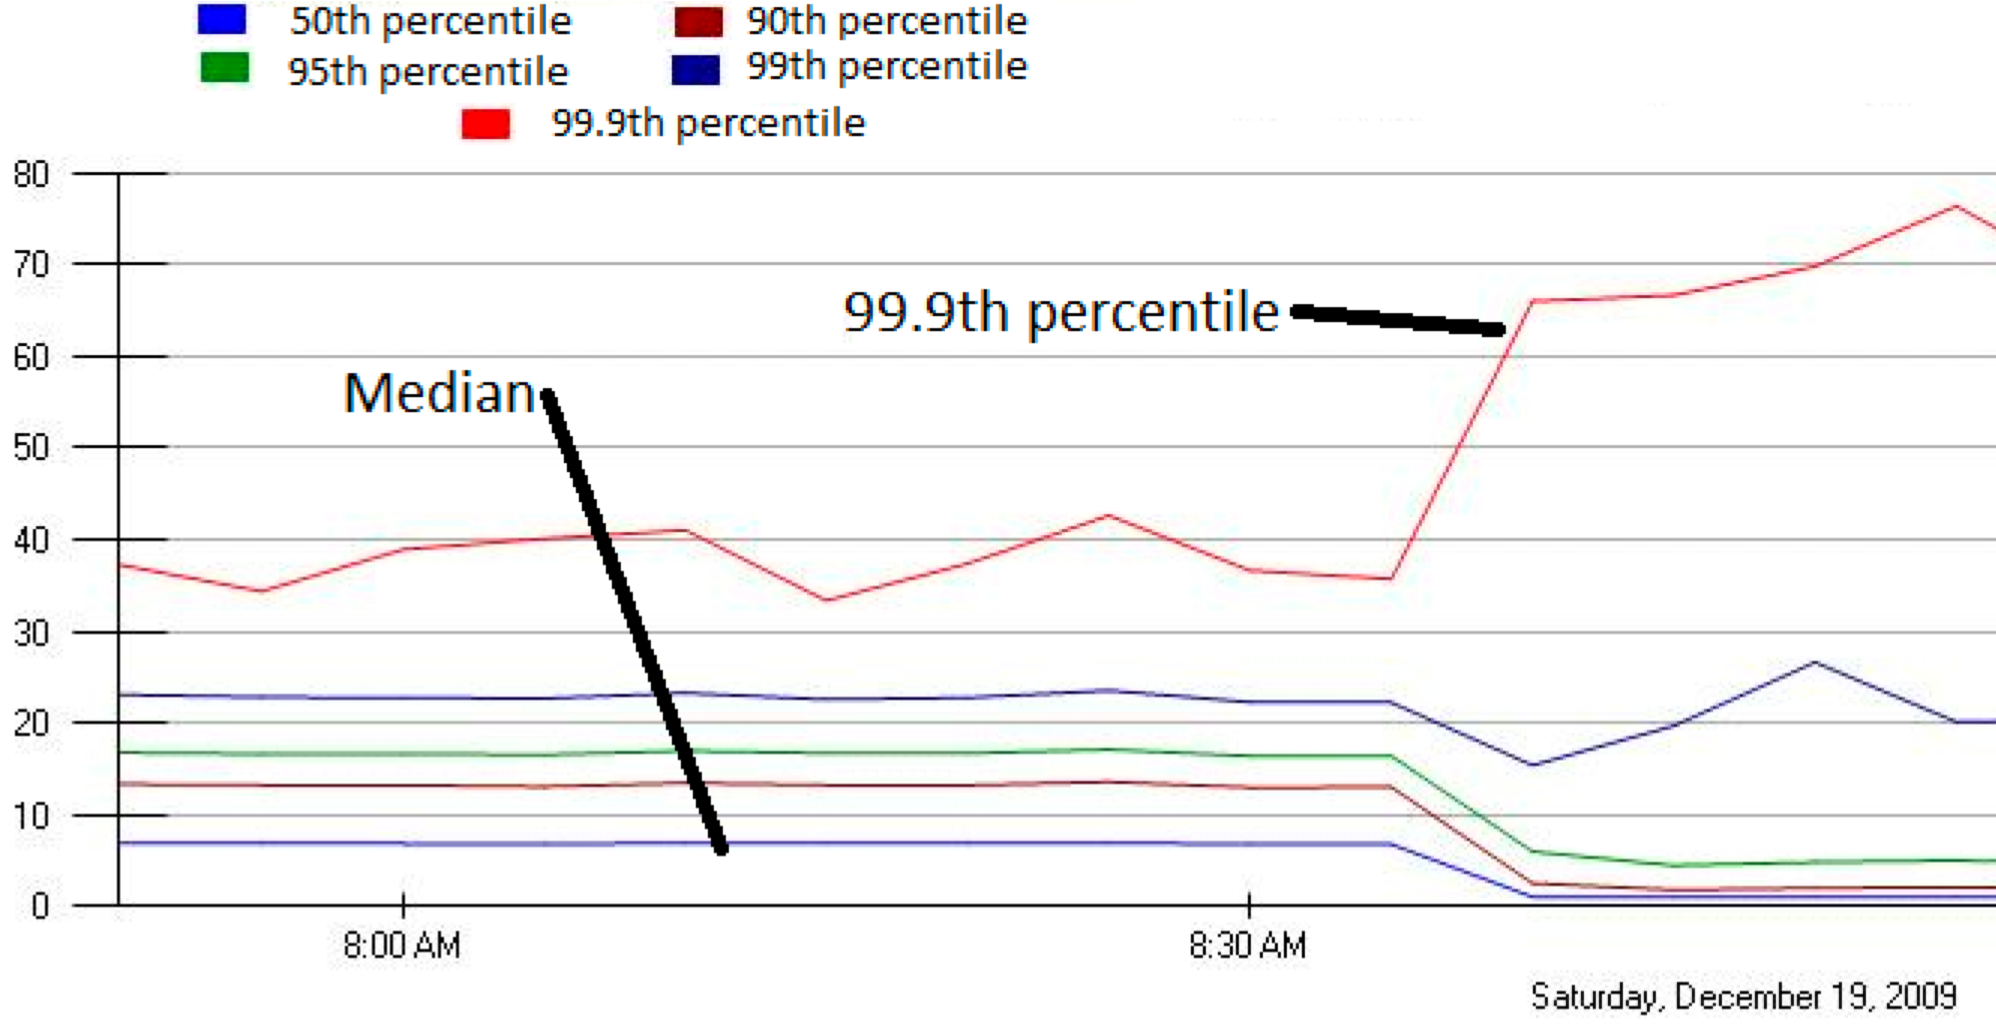 50th percentile 90th percentile
95th percentile 99th percentile
99.9th percentile
80
70
99.9th percentile
60
Median
50
40
30
20
10
0
8:00 AM 8:30 AM
Saturday, December 19, 2009